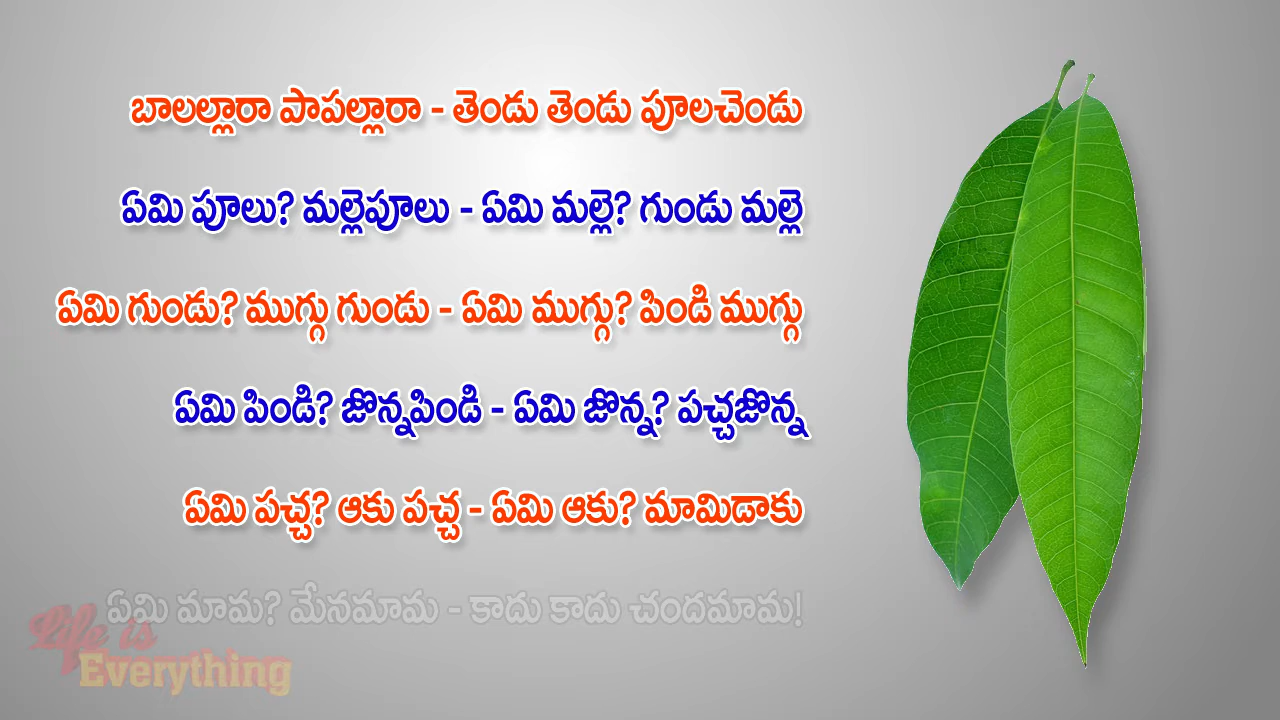 బాలల్లారా పాపల్లారా - తెండు తెండు పూలచెండు
ఏమి పూలు? మల్లెపూలు - ఏమి మల్లె? గుండు మల్లె
ఏమి గుండు? ముగ్గు గుండు - ఏమి ముగ్గు? పిండి ముగ్గు
ఏమి పిండి? జొన్నపిండి - ఏమి జొన్న? పచ్చజొన్న
ఏమి పచ్చ? ఆకు పచ్చ - ఏమి ఆకు? మామిడాకు
ఏమి మామ? మేనమామ - కాదు కాదు చందమామ!
Life is
Everything